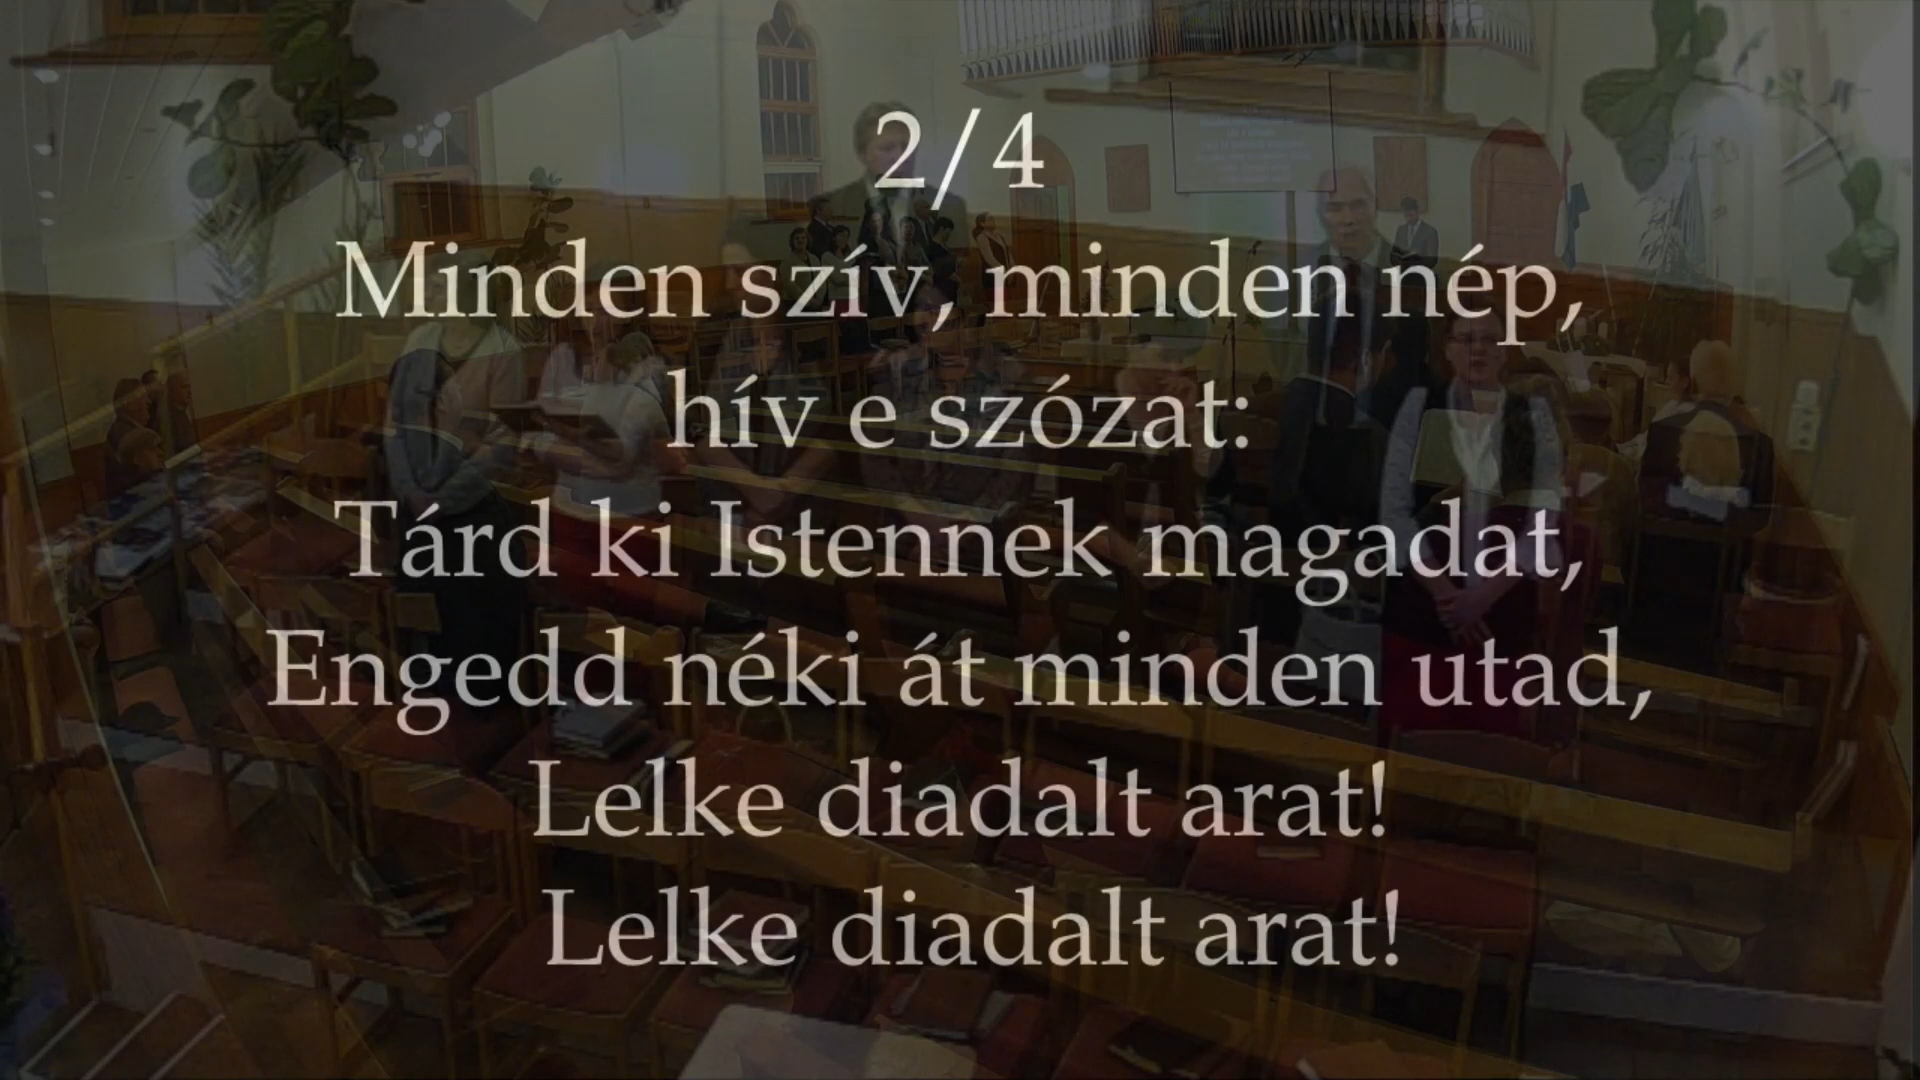 2/4
Minden szív, minden nép,
hív e szózat:
Tárd ki Istennek magadat,
Engedd néki át minden utad,
Lelke diadalt arat!
Lelke diadalt arat!